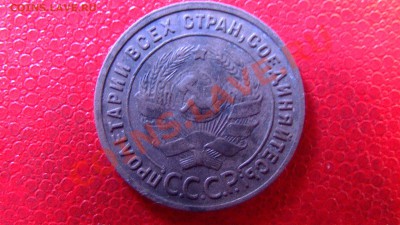 COINS.LAVE.RU
COINS.LAVE.RU
ПРОЛЕТАРИИ ВСЕХ СТРАН, СОЕДИНЯЙТЕСЬ!
С.С.С.Р.